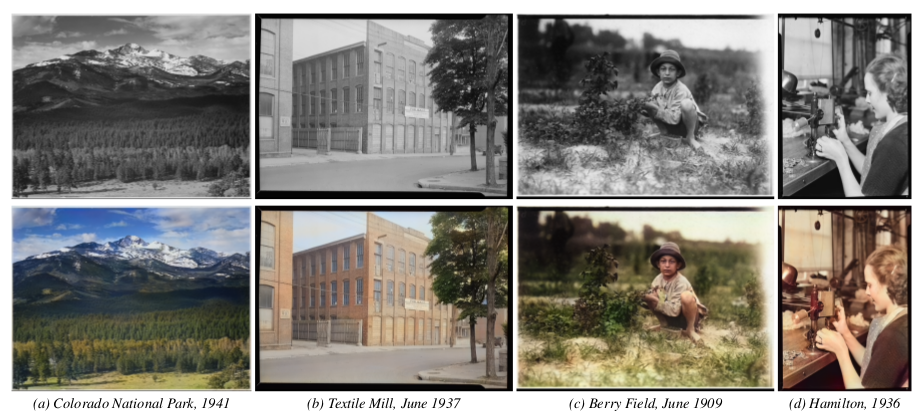 (a) Colorado National Park, 1941
(b) Textile Mill, June 1937
(c) Berry Field, June 1909
(d) Hamilton, 1936